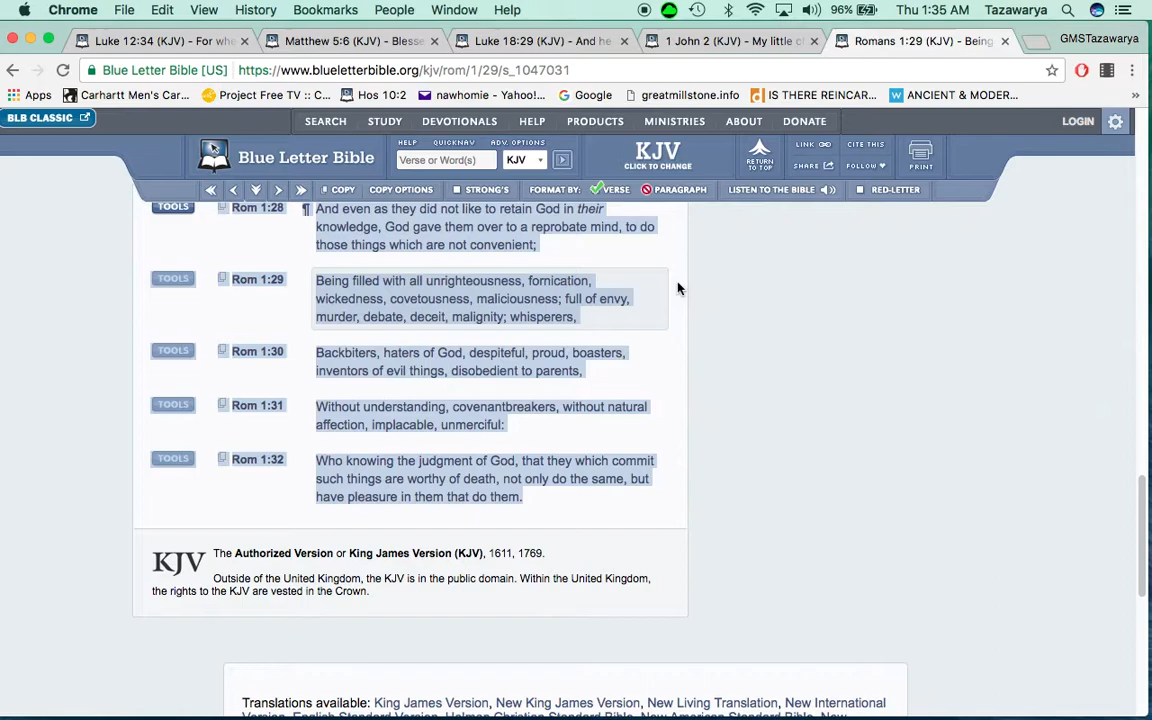 Chrome File Edit View History Bookmarks People Window Help 96% Thu 1:35 AM Tazawarya
Luke 12:34 (KJV) - For whe
Matthew 5:6 (KJV) - Blesse
Luke 18:29 (KJV) - And he
1 John 2 (KJV) - My little c
Romans 1:29 (KJV) - Being
GMSTazawarya
Blue Letter Bible [US] https://www.blueletterbible.org/kjv/rom/1/29/s_1047031
Apps Carhartt Men's Car... Project Free TV :: C... Hos 10:2 nawhomie - Yahoo!... Google greatmillstone.info IS THERE REINCAR... ANCIENT & MODER... »
BLB CLASSIC
SEARCH STUDY DEVOTIONALS HELP PRODUCTS MINISTRIES ABOUT DONATE LOGIN
Blue Letter Bible
HELP QUICKNAV ADV. OPTIONS
Verse or Word(s) KJV
KJV
CLICK TO CHANGE
RETURN TO TOP
LINK CITE THIS
SHARE FOLLOW
PRINT
COPY COPY OPTIONS STRONG'S FORMAT BY: VERSE PARAGRAPH LISTEN TO THE BIBLE RED-LETTER
TOOLS Rom 1:28 ¶ And even as they did not like to retain God in their
knowledge, God gave them over to a reprobate mind, to do
those things which are not convenient;
TOOLS Rom 1:29 Being filled with all unrighteousness, fornication,
wickedness, covetousness, maliciousness; full of envy,
murder, debate, deceit, malignity; whisperers,
TOOLS Rom 1:30 Backbiters, haters of God, despiteful, proud, boasters,
inventors of evil things, disobedient to parents,
TOOLS Rom 1:31 Without understanding, covenantbreakers, without natural
affection, implacable, unmerciful:
TOOLS Rom 1:32 Who knowing the judgment of God, that they which commit
such things are worthy of death, not only do the same, but
have pleasure in them that do them.
KJV The Authorized Version or King James Version (KJV), 1611, 1769.
Outside of the United Kingdom, the KJV is in the public domain. Within the United Kingdom,
the rights to the KJV are vested in the Crown.
Translations available: King James Version, New King James Version, New Living Translation, New International
Version, English Standard Version, Holman Christian Standard Bible, New American Standard Bible, New